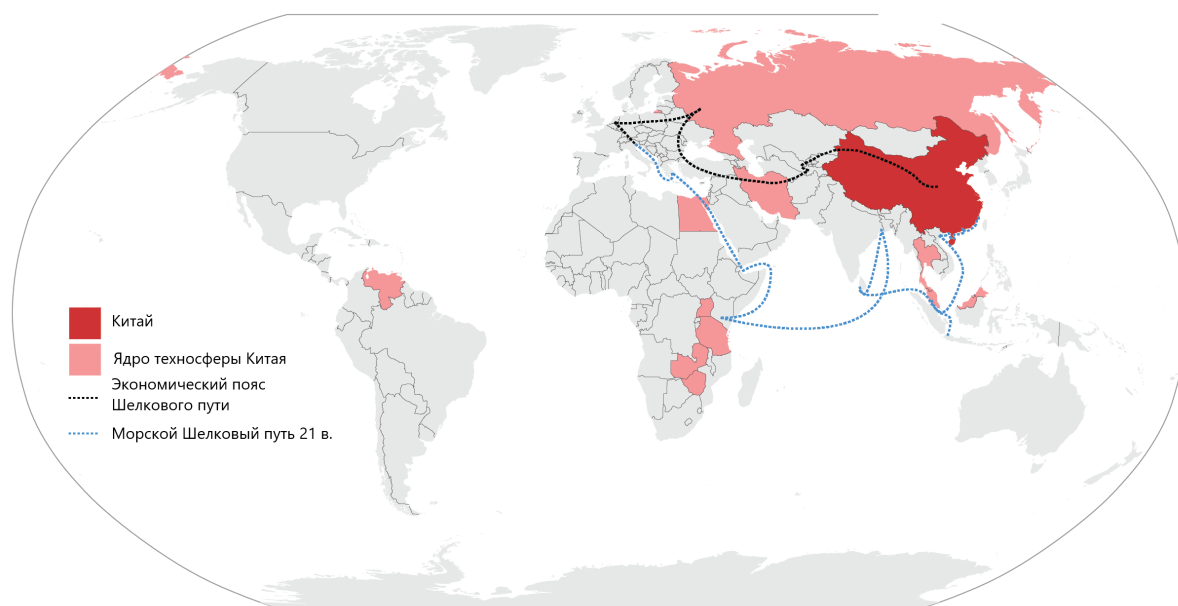 Китай
Ядро техносферы Китая
Экономический пояс
Шелкового пути
Морской Шелковый путь 21 в.